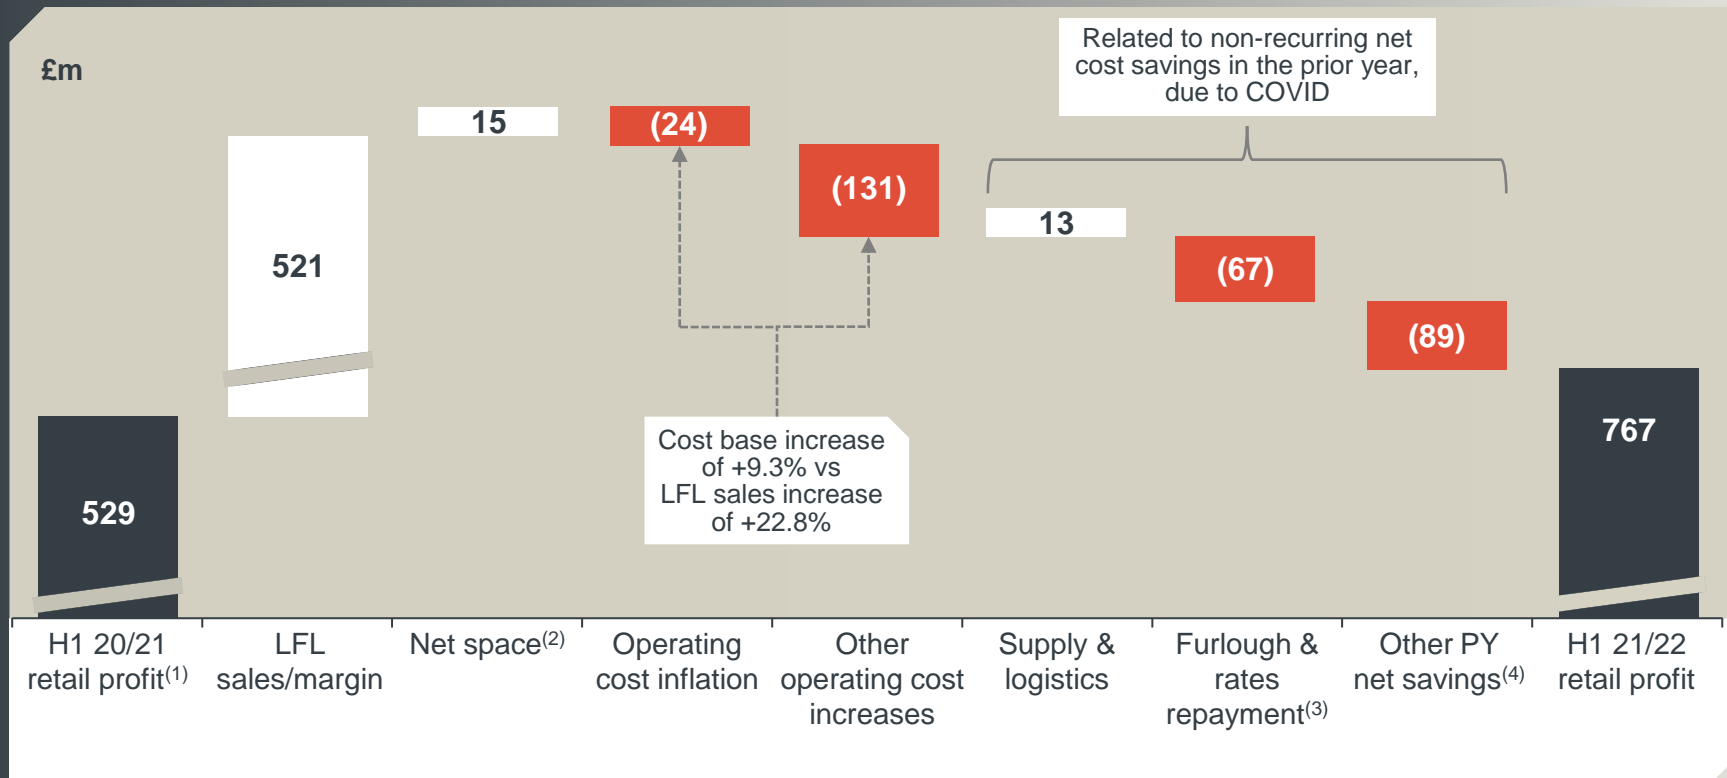 £m
Related to non-recurring net
cost savings in the prior year,
due to COVID
529
521
15
(24)
(131)
13
(67)
(89)
767
Cost base increase
of +9.3% vs
LFL sales increase
of +22.8%
H1 20/21
retail profit(1)
LFL
sales/margin
Net space(2)
Operating
cost inflation
Other
operating cost
increases
Supply &
logistics
Furlough &
rates
repayment(3)
Other PY
net savings(4)
H1 21/22
retail profit